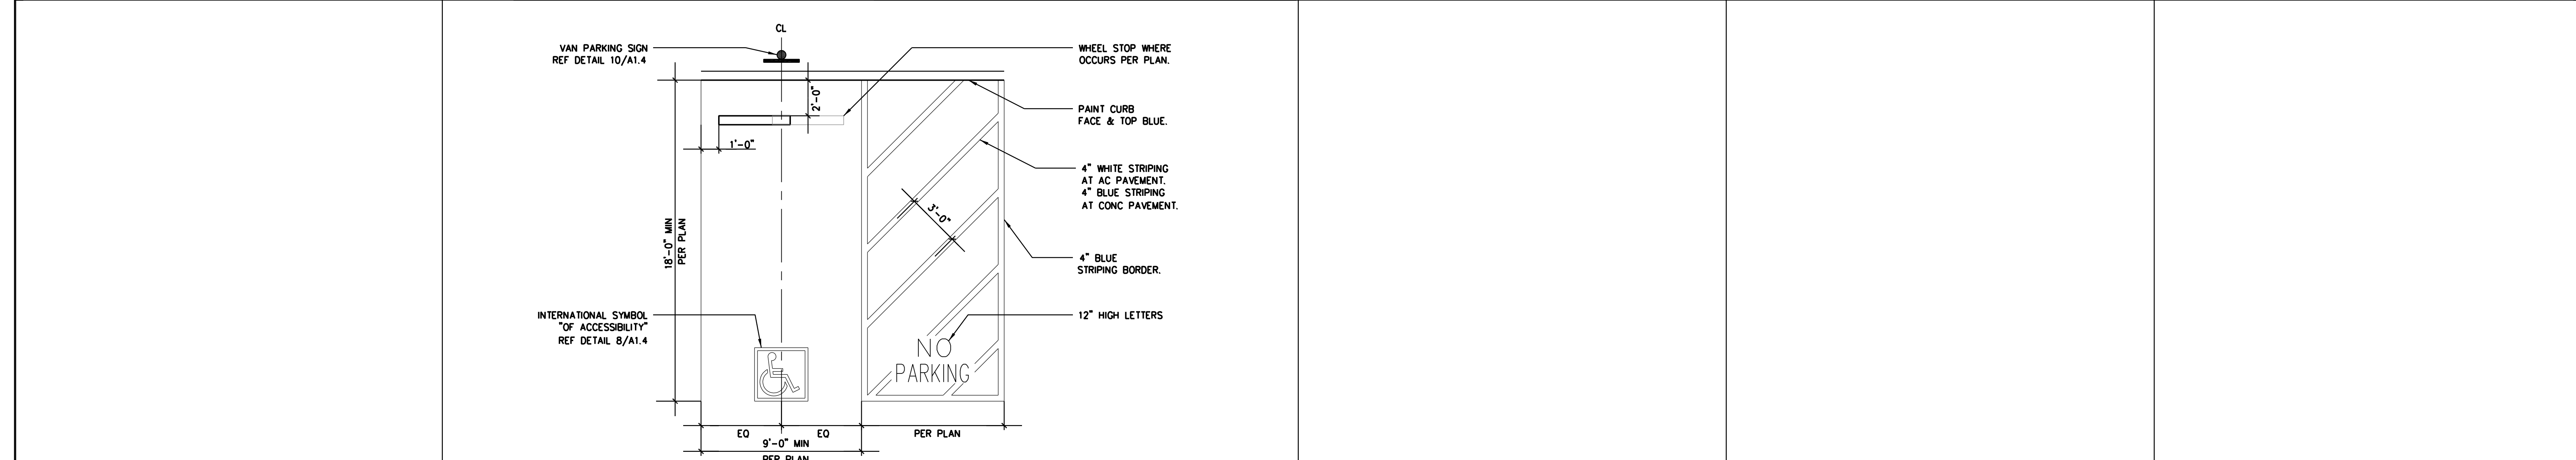 CL
VAN PARKING SIGN
REF DETAIL 10/A1.4
WHEEL STOP WHERE
OCCURS PER PLAN.
2'-0"
PAINT CURB
FACE & TOP BLUE.
1'-0"
4" WHITE STRIPING
AT AC PAVEMENT.
4" BLUE STRIPING
AT CONC PAVEMENT.
3'-0"
18'-0" MIN
PER PLAN
4" BLUE
STRIPING BORDER.
INTERNATIONAL SYMBOL
"OF ACCESSIBILITY"
REF DETAIL 8/A1.4
12" HIGH LETTERS
NO
PARKING
EQ
EQ
PER PLAN
9'-0" MIN
PER PLAN